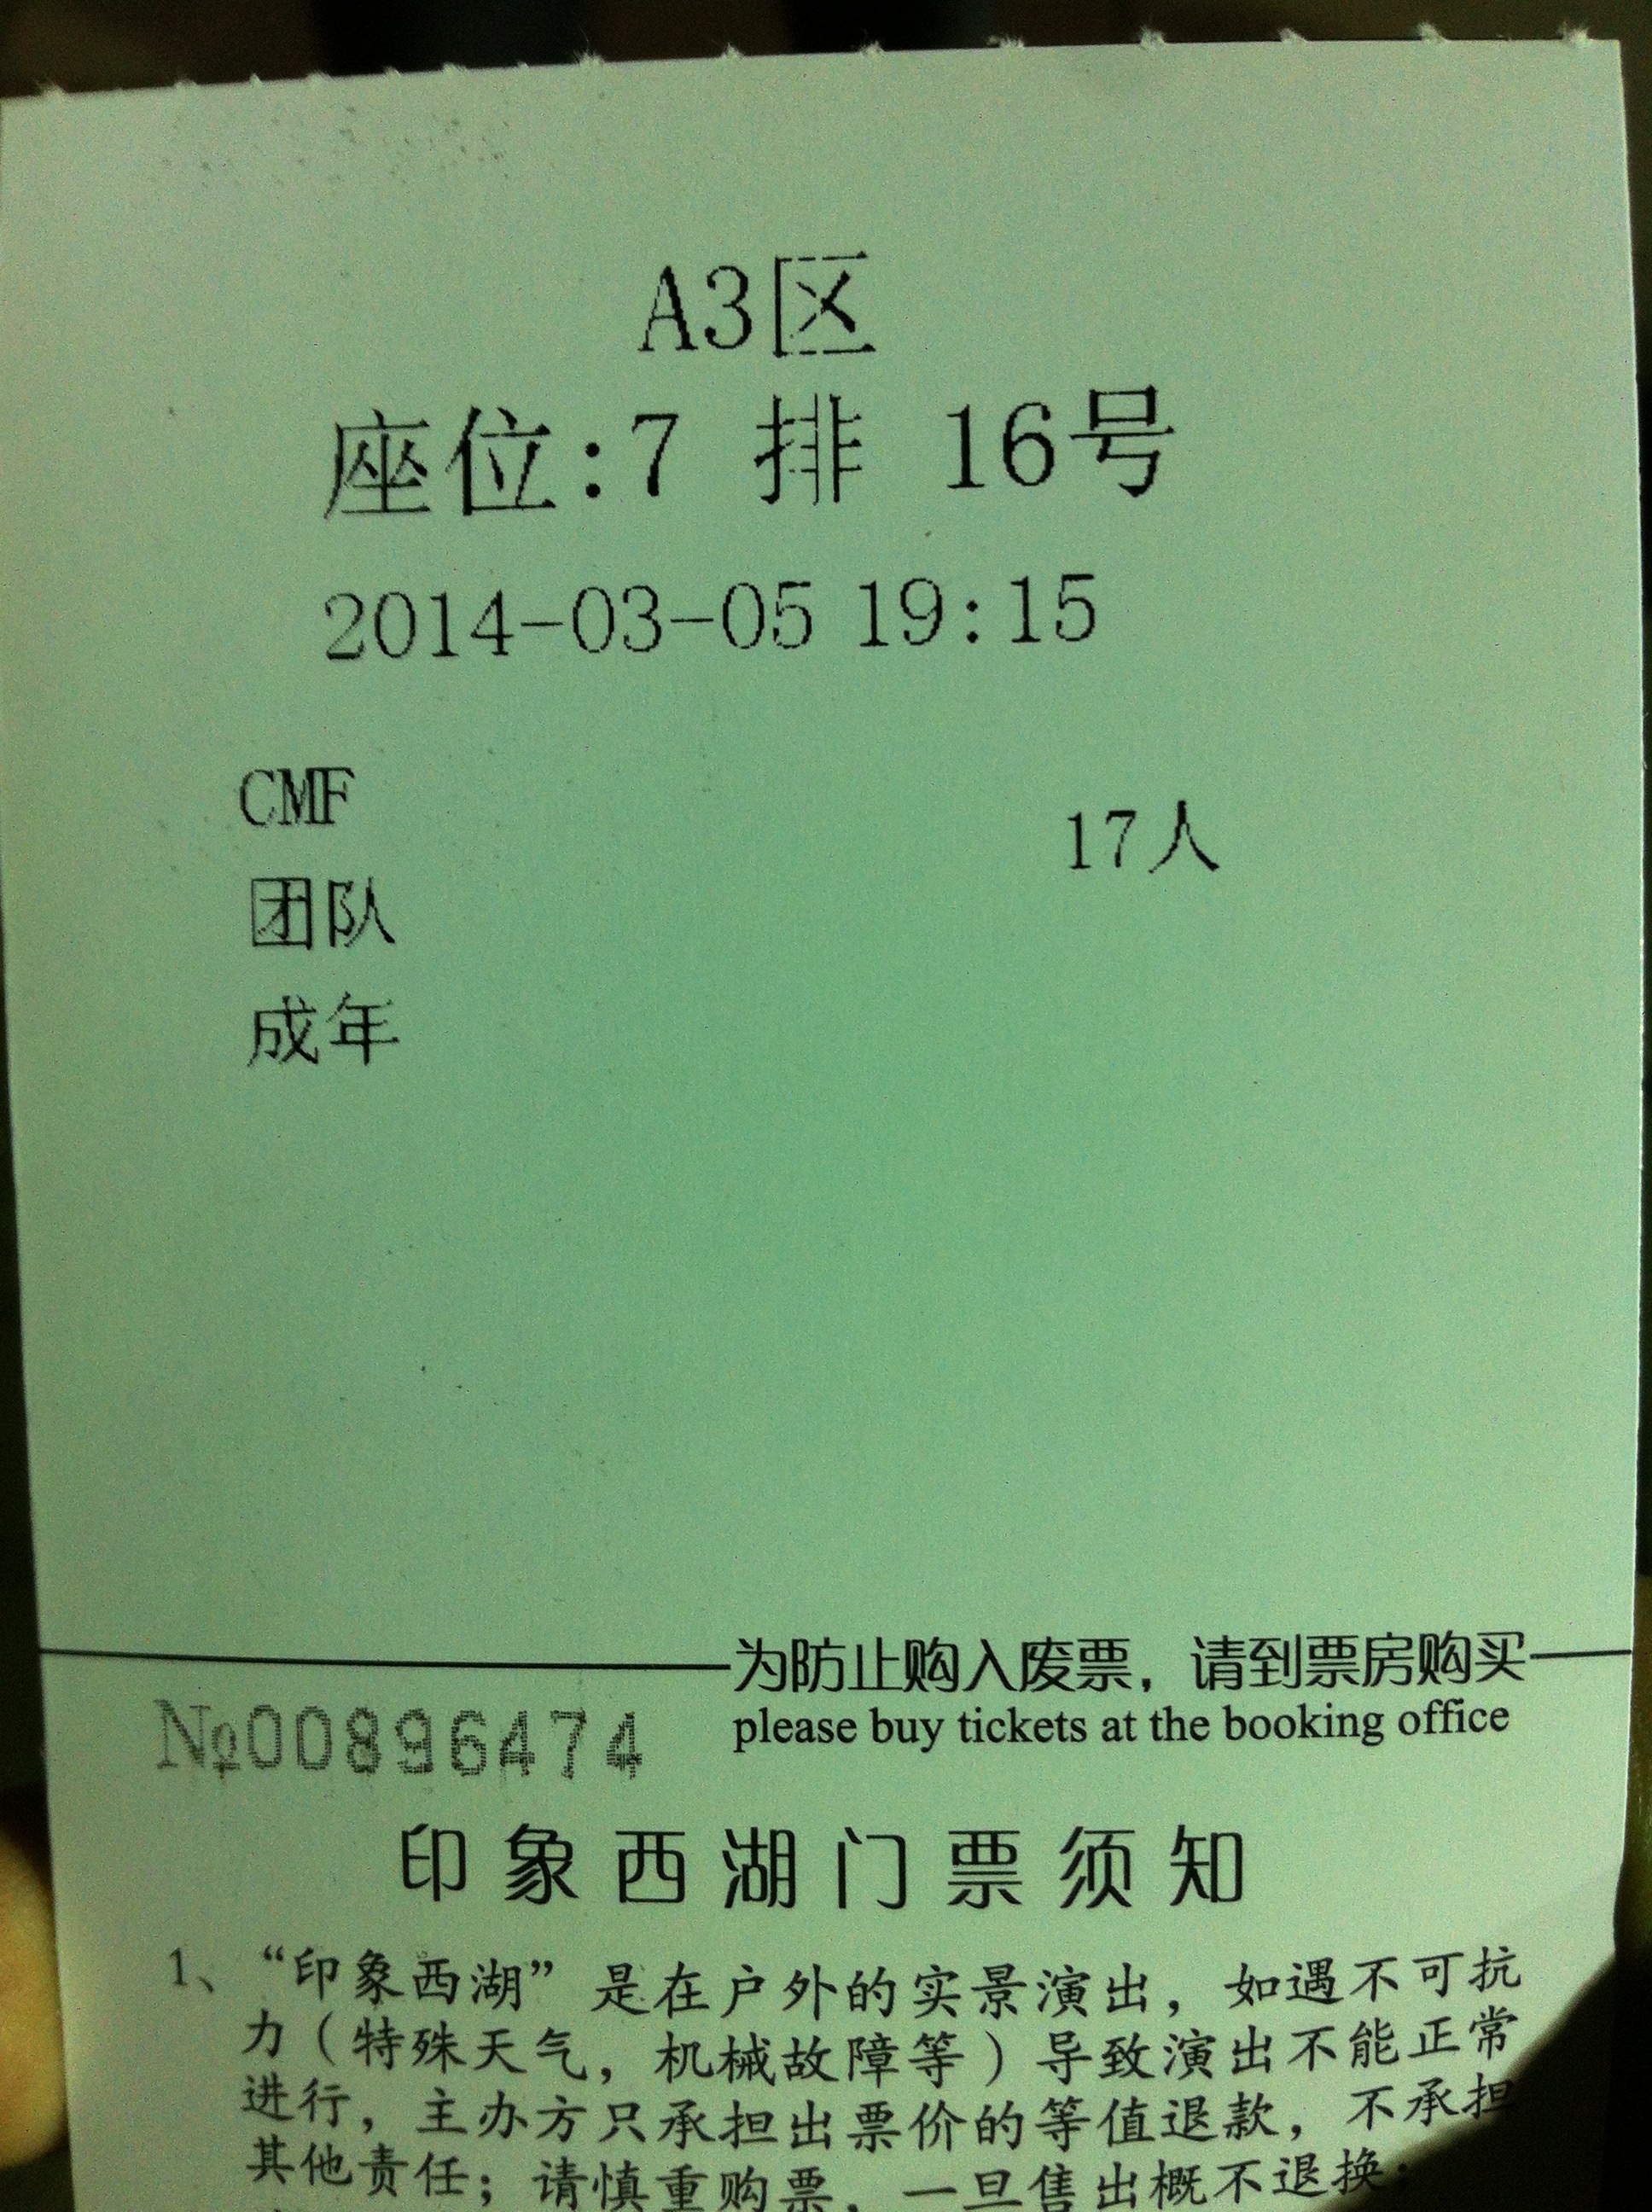 A3区
座位:7 排 16号
2014-03-05 19:15
CMF
17人
团队
成年
为防止购入废票，请到票房购买
please buy tickets at the booking office
№00896474
印象西湖门票须知
1、“印象西湖”是在户外的实景演出，如遇不可抗
力（特殊天气，机械故障等）导致演出不能正常
进行，主办方只承担出票价的等值退款，不承担
其他责任；请慎重购票，一旦售出概不退换；